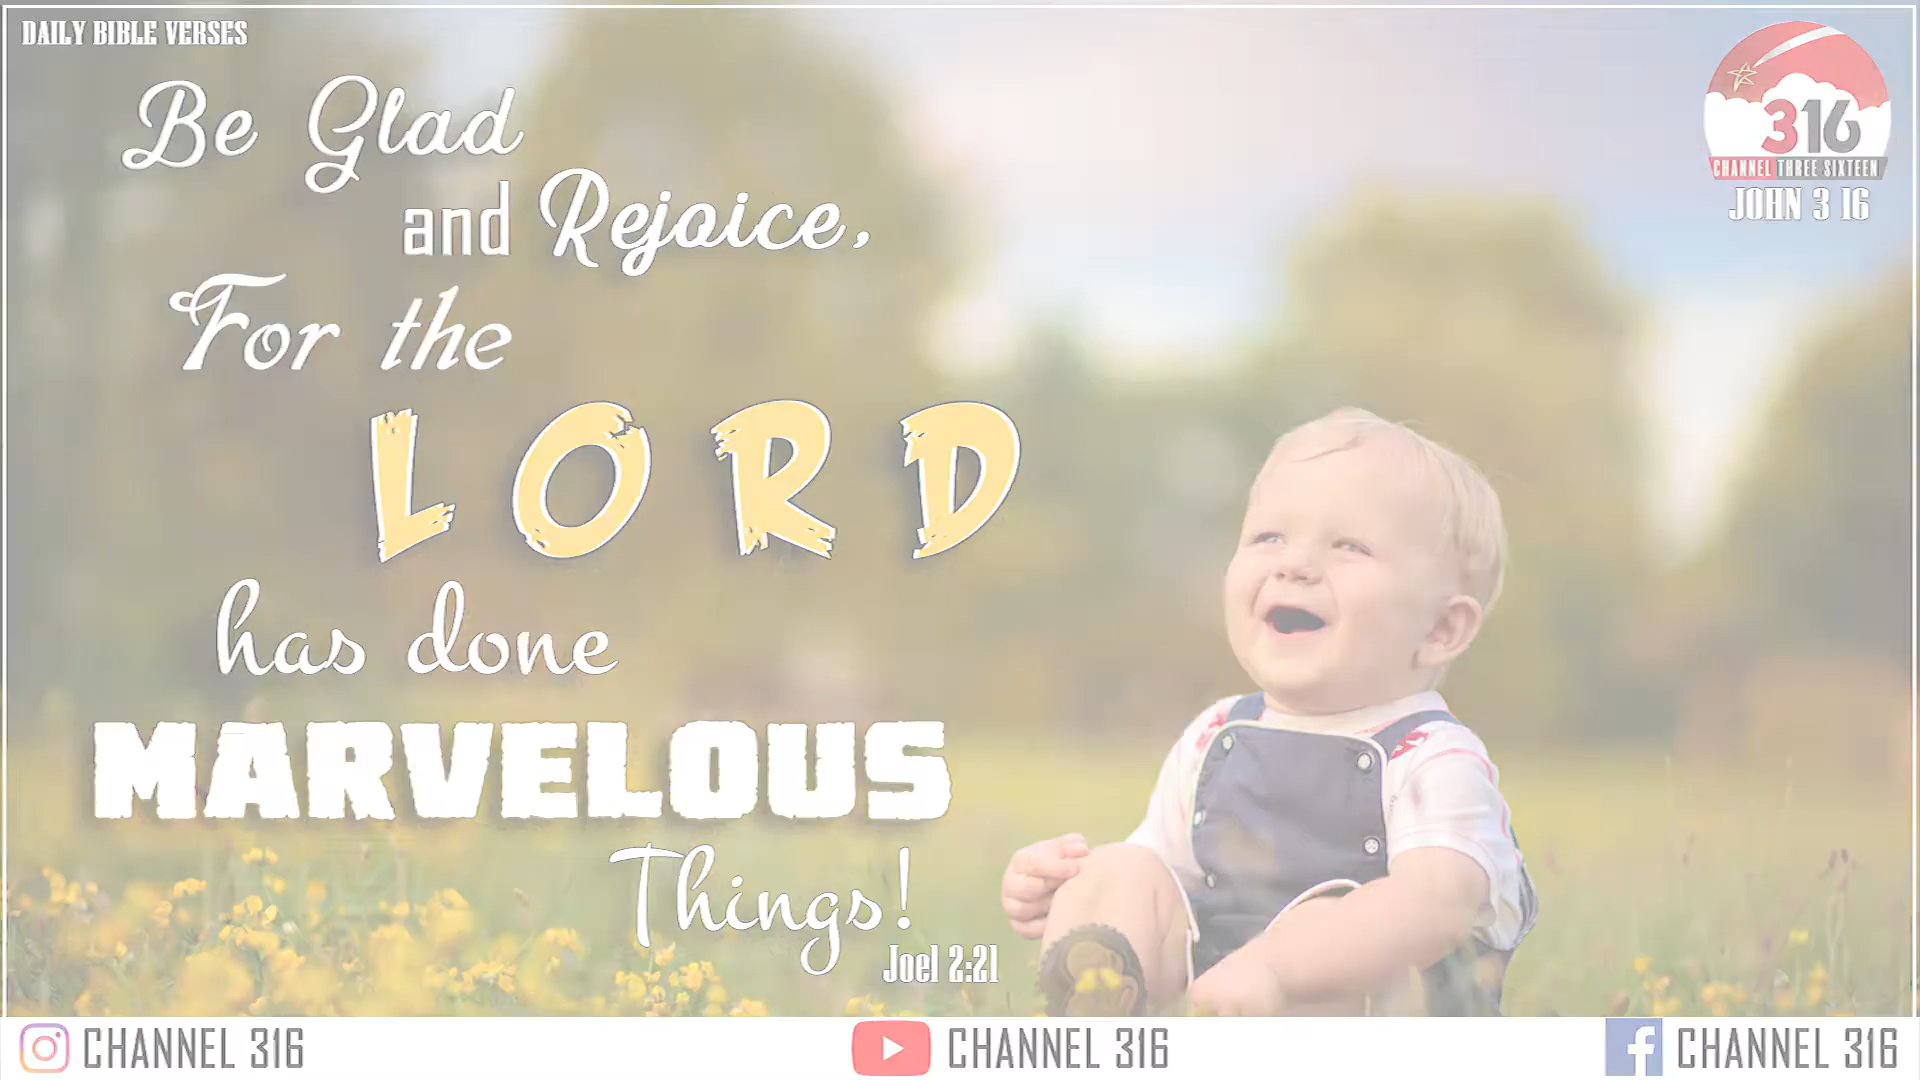 DAILY BIBLE VERSES
Be Glad
and Rejoice,
For the
LORD
has done
MARVELOUS
Things!
Joel 2:21
316
CHANNEL THREE SIXTEEN
JOHN 3 16
CHANNEL 316
CHANNEL 316
CHANNEL 316